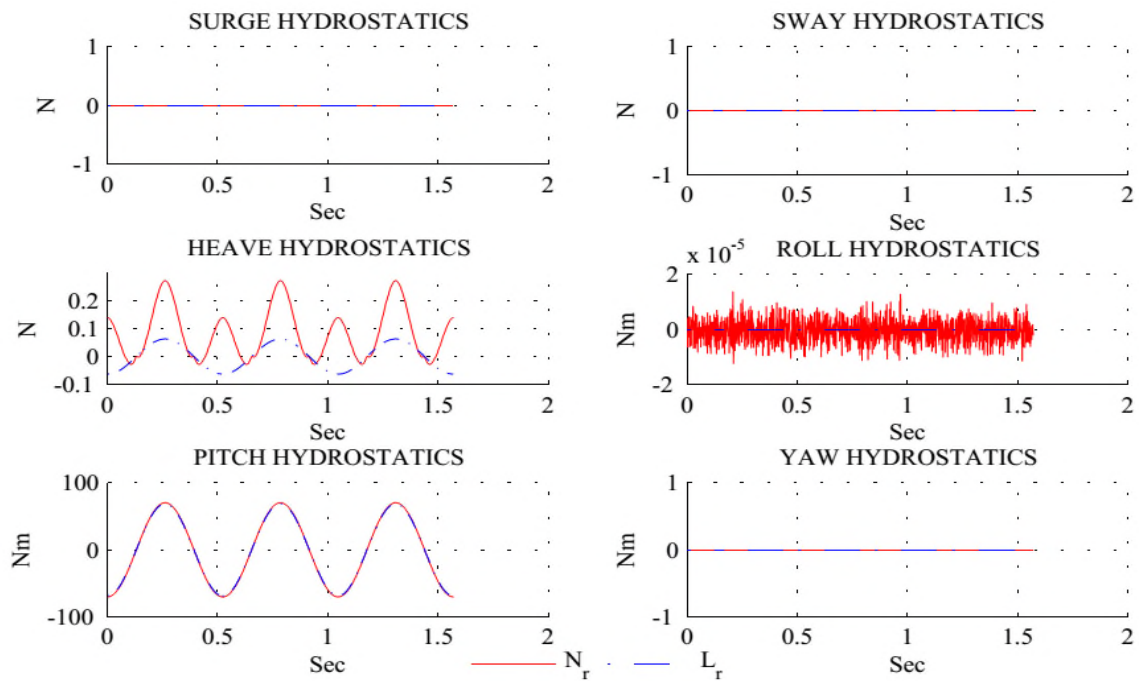 SURGE HYDROSTATICS
1
N
0
-1
0 0.5 1 1.5 2
Sec
SWAY HYDROSTATICS
1
N
0
-1
0 0.5 1 1.5 2
Sec
HEAVE HYDROSTATICS
0.2
0.1
N
0
-0.1
0 0.5 1 1.5 2
Sec
ROLL HYDROSTATICS
x 10^-5
2
Nm
0
-2
0 0.5 1 1.5 2
Sec
PITCH HYDROSTATICS
100
Nm
0
-100
0 0.5 1 1.5 2
Sec
YAW HYDROSTATICS
1
Nm
0
-1
0 0.5 1 1.5 2
Sec
N_r L_r